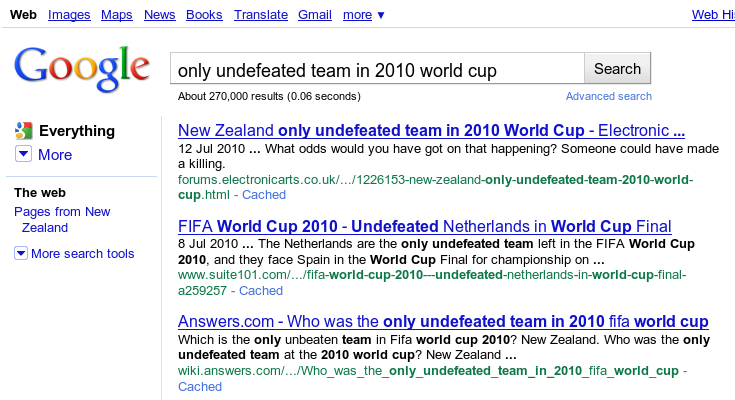 Web Images Maps News Books Translate Gmail more ▼ Web His
Google
only undefeated team in 2010 world cup Search
About 270,000 results (0.06 seconds) Advanced search
Everything
More
The web
Pages from New
Zealand
More search tools
New Zealand only undefeated team in 2010 World Cup - Electronic ...
12 Jul 2010 ... What odds would you have got on that happening? Someone could have made
a killing.
forums.electronicarts.co.uk/.../1226153-new-zealand-only-undefeated-team-2010-world-
cup.html - Cached
FIFA World Cup 2010 - Undefeated Netherlands in World Cup Final
8 Jul 2010 ... The Netherlands are the only undefeated team left in the FIFA World Cup
2010, and they face Spain in the World Cup Final for championship on ...
www.suite101.com/.../fifa-world-cup-2010---undefeated-netherlands-in-world-cup-final-
a259257 - Cached
Answers.com - Who was the only undefeated team in 2010 fifa world cup
Which is the only unbeaten team in Fifa world cup 2010? New Zealand. Who was the only
undefeated team at the 2010 world cup? New Zealand ...
wiki.answers.com/.../Who_was_the_only_undefeated_team_in_2010_fifa_world_cup -
Cached